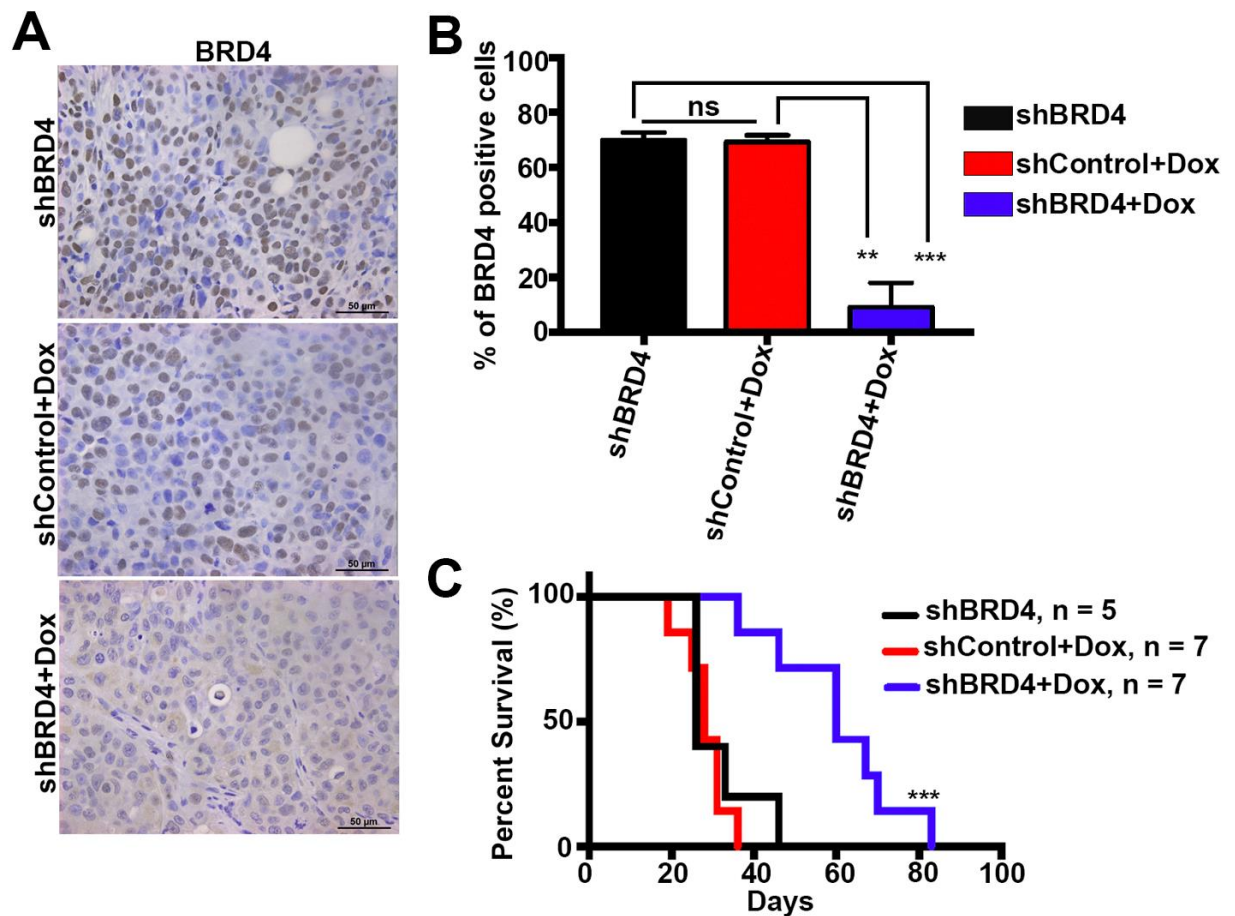 A
BRD4
shBRD4
50 µm
shControl+Dox
50 µm
shBRD4+Dox
50 µm
B
% of BRD4 positive cells
100
80
60
40
20
0
ns
**
***
shBRD4
shControl+Dox
shBRD4+Dox
shBRD4
shControl+Dox
shBRD4+Dox
C
Percent Survival (%)
100
50
0
0 20 40 60 80 100
Days
***
shBRD4, n = 5
shControl+Dox, n = 7
shBRD4+Dox, n = 7